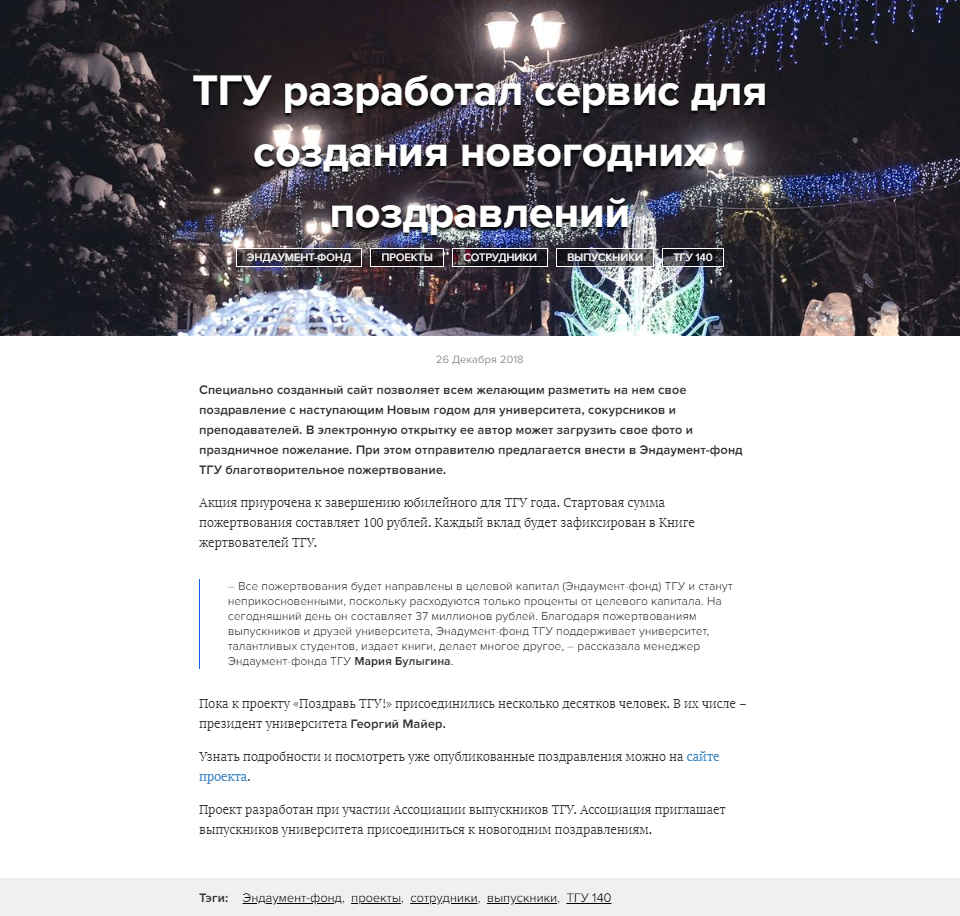 ТГУ разработал сервис для
создания новогодних
поздравлений
ЭНДАУМЕНТ-ФОНД ПРОЕКТЫ СОТРУДНИКИ ВЫПУСКНИКИ ТГУ 140
26 Декабря 2018
Специально созданный сайт позволяет всем желающим разметить на нем свое
поздравление с наступающим Новым годом для университета, сокурсников и
преподавателей. В электронную открытку ее автор может загрузить свое фото и
праздничное пожелание. При этом отправителю предлагается внести в Эндаумент-фонд
ТГУ благотворительное пожертвование.
Акция приурочена к завершению юбилейного для ТГУ года. Стартовая сумма
пожертвования составляет 100 рублей. Каждый вклад будет зафиксирован в Книге
жертвователей ТГУ.
– Все пожертвования будет направлены в целевой капитал (Эндаумент-фонд) ТГУ и станут
неприкосновенными, поскольку расходуются только проценты от целевого капитала. На
сегодняшний день он составляет 37 миллионов рублей. Благодаря пожертвованиям
выпускников и друзей университета, Энадумент-фонд ТГУ поддерживает университет,
талантливых студентов, издает книги, делает многое другое, – рассказала менеджер
Эндаумент-фонда ТГУ Мария Булыгина.
Пока к проекту «Поздравь ТГУ!» присоединились несколько десятков человек. В их числе –
президент университета Георгий Майер.
Узнать подробности и посмотреть уже опубликованные поздравления можно на сайте
проекта.
Проект разработан при участии Ассоциации выпускников ТГУ. Ассоциация приглашает
выпускников университета присоединиться к новогодним поздравлениям.
Тэги: Эндаумент-фонд, проекты, сотрудники, выпускники, ТГУ 140